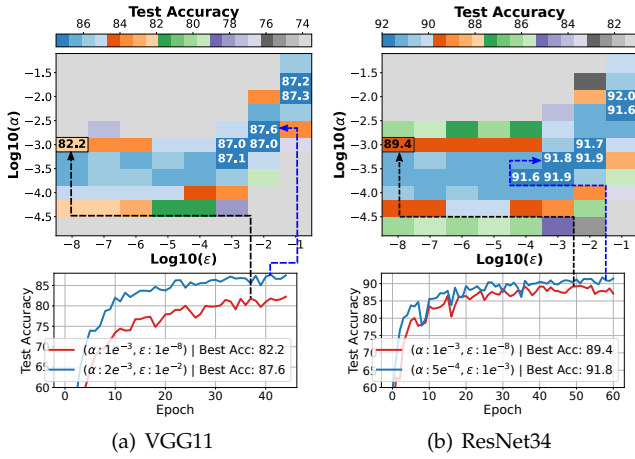 Test Accuracy
86 84 82 80 78 76 74
Log10(α)
−1.5
−2.0
−2.5
−3.0
−3.5
−4.0
−4.5
87.2
87.3
87.6
82.2 87.0 87.0
87.1
−8 −7 −6 −5 −4 −3 −2 −1
Log10(ε)
Test Accuracy
85
80
75
70
65
60
(α:1e⁻³, ε:1e⁻⁸) | Best Acc: 82.2
(α:2e⁻³, ε:1e⁻²) | Best Acc: 87.6
0 10 20 30 40
Epoch
(a) VGG11
Test Accuracy
92 90 88 86 84 82
Log10(α)
−1.5
−2.0
−2.5
−3.0
−3.5
−4.0
−4.5
92.0
91.6
89.4 91.7
91.8 91.9
91.6 91.9
−8 −7 −6 −5 −4 −3 −2 −1
Log10(ε)
Test Accuracy
90
85
80
75
70
65
60
(α:1e⁻³, ε:1e⁻⁸) | Best Acc: 89.4
(α:5e⁻⁴, ε:1e⁻³) | Best Acc: 91.8
0 10 20 30 40 50 60
Epoch
(b) ResNet34